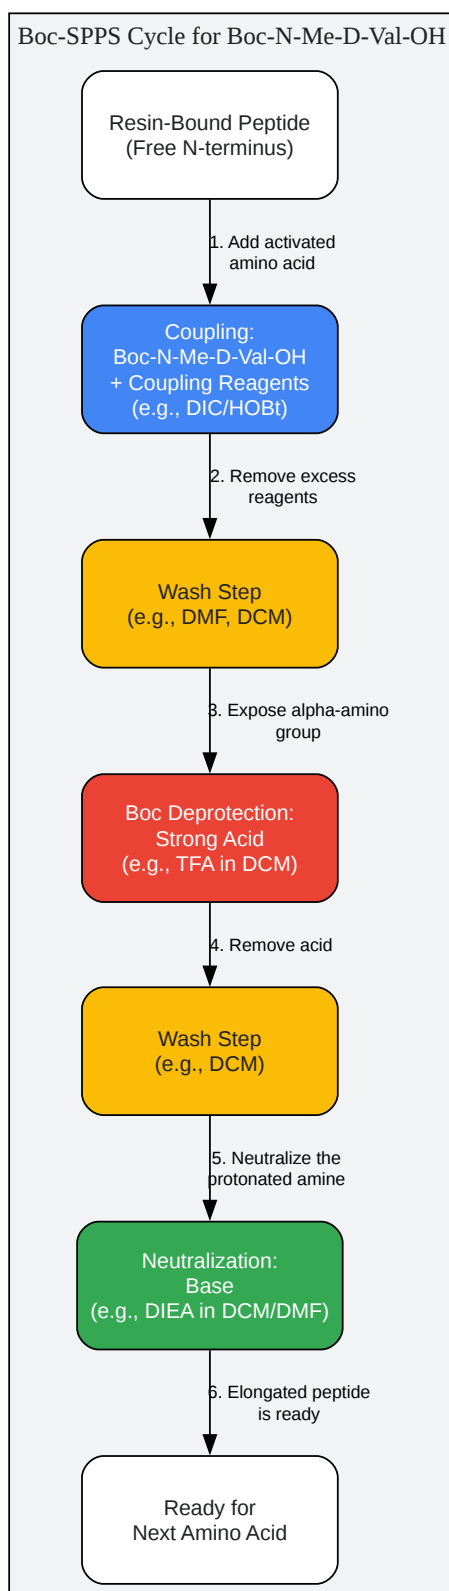 Boc-SPPS Cycle for Boc-N-Me-D-Val-OH
Resin-Bound Peptide
(Free N-terminus)
1. Add activated
amino acid
Coupling:
Boc-N-Me-D-Val-OH
+ Coupling Reagents
(e.g., DIC/HOBt)
2. Remove excess
reagents
Wash Step
(e.g., DMF, DCM)
3. Expose alpha-amino
group
Boc Deprotection:
Strong Acid
(e.g., TFA in DCM)
4. Remove acid
Wash Step
(e.g., DCM)
5. Neutralize the
protonated amine
Neutralization:
Base
(e.g., DIEA in DCM/DMF)
6. Elongated peptide
is ready
Ready for
Next Amino Acid